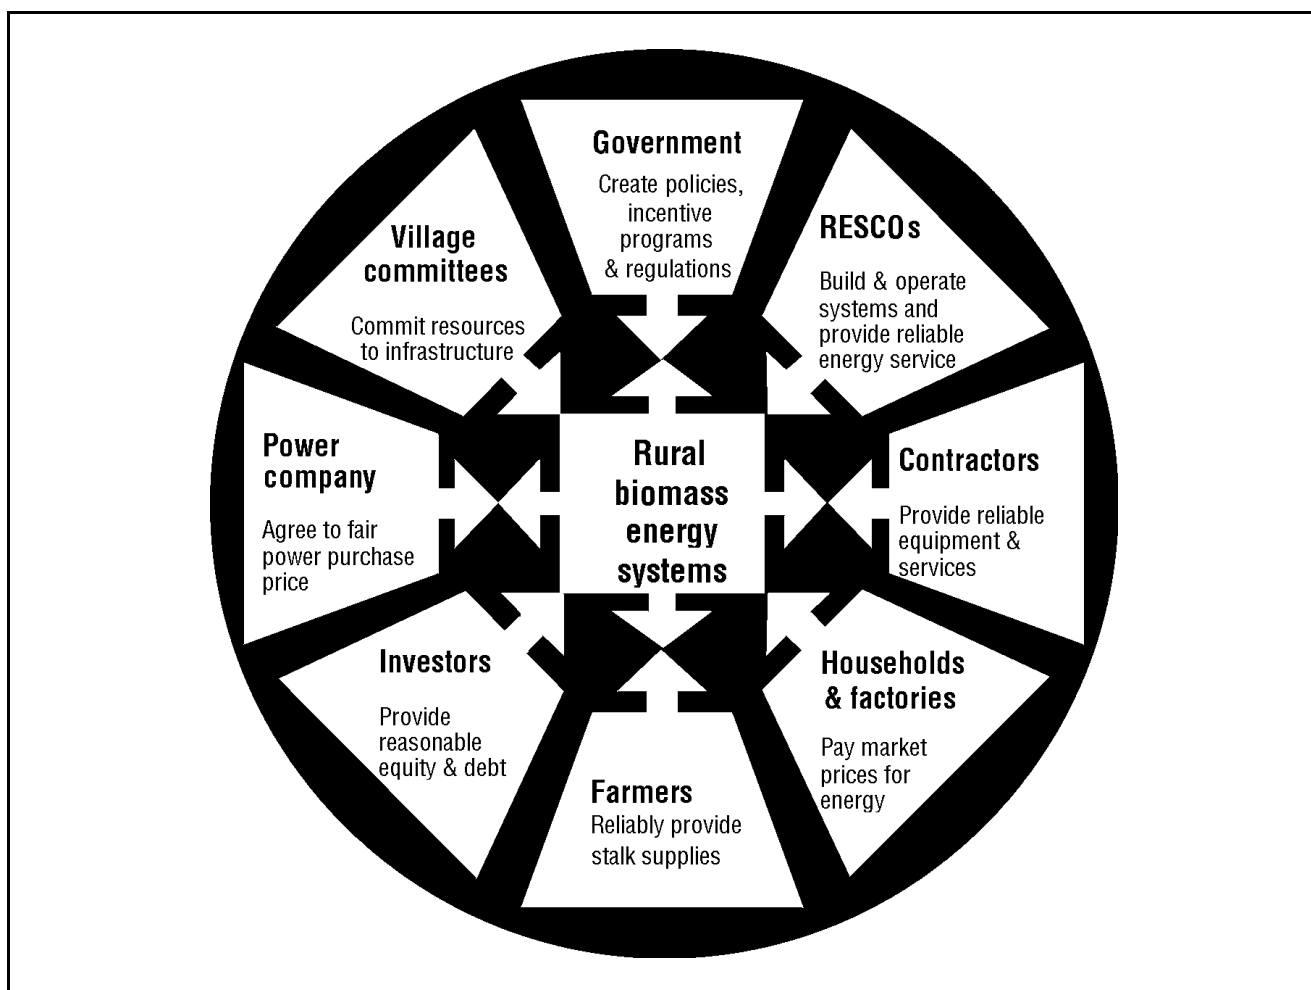 Government
Create policies,
incentive
programs
& regulations
RESCOs
Build & operate
systems and
provide reliable
energy service
Contractors
Provide reliable
equipment &
services
Households
& factories
Pay market
prices for
energy
Farmers
Reliably provide
stalk supplies
Investors
Provide
reasonable
equity & debt
Power
company
Agree to fair
power purchase
price
Village
committees
Commit resources
to infrastructure
Rural
biomass
energy
systems